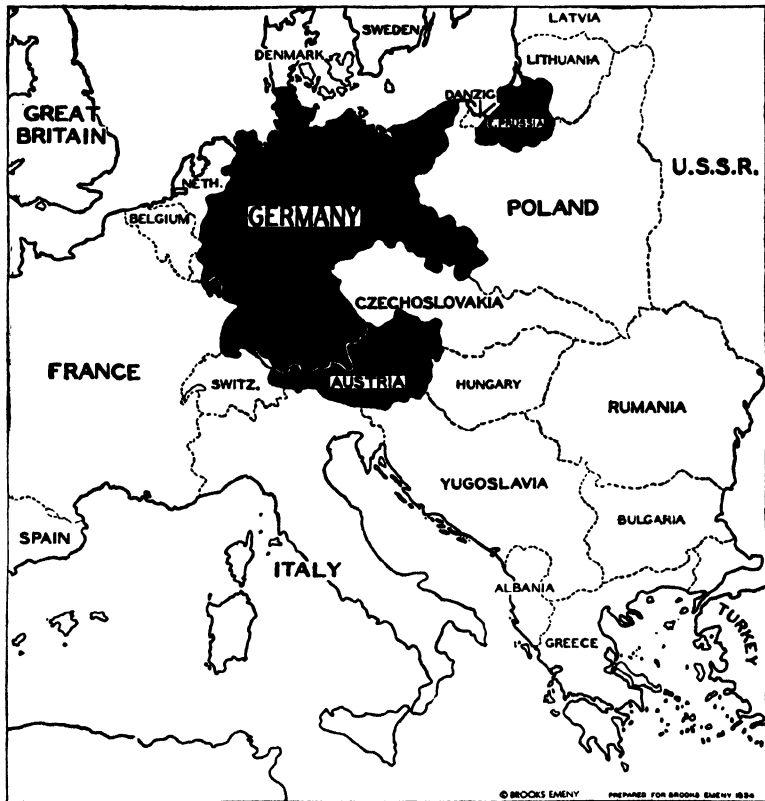 SWEDEN
LATVIA
DENMARK
LITHUANIA
GREAT
BRITAIN
DANZIG
E. PRUSSIA
U.S.S.R.
NETH.
BELGIUM
GERMANY
POLAND
CZECHOSLOVAKIA
FRANCE
SWITZ.
AUSTRIA
HUNGARY
RUMANIA
YUGOSLAVIA
BULGARIA
SPAIN
ITALY
ALBANIA
GREECE
TURKEY
© BROOKS EMENY
PREPARED FOR BROOKS EMENY 1934